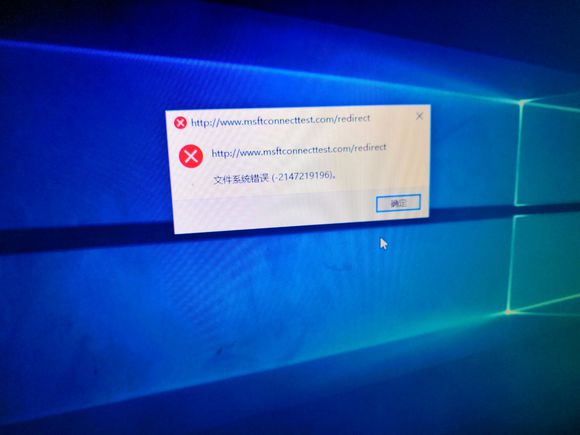 http://www.msftconnecttest.com/redirect
http://www.msftconnecttest.com/redirect
文件系统错误 (-2147219196)。
确定